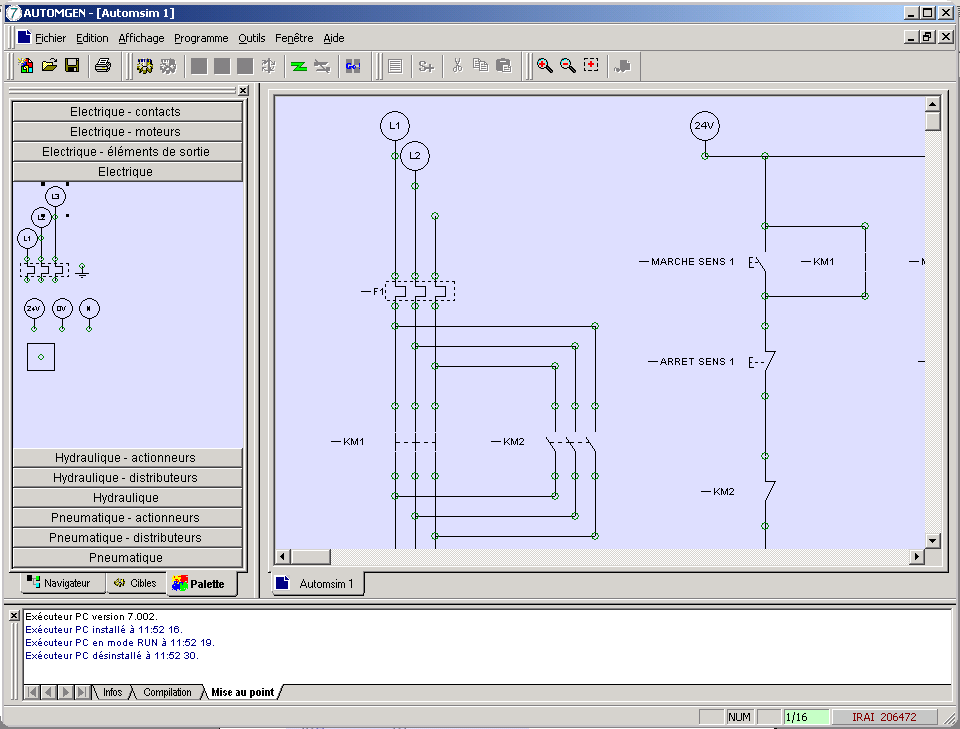 AUTOMGEN - [Automsim 1]
Fichier Edition Affichage Programme Outils Fenêtre Aide
Electrique - contacts
Electrique - moteurs
Electrique - éléments de sortie
Electrique
L3
L2
L1
24V 0V N
Hydraulique - actionneurs
Hydraulique - distributeurs
Hydraulique
Pneumatique - actionneurs
Pneumatique - distributeurs
Pneumatique
Navigateur Cibles Palette
L1
L2
24V
MARCHE SENS 1
KM1
F1
ARRET SENS 1
KM1
KM2
KM2
Automsim 1
Exécuteur PC version 7.002.
Exécuteur PC installé à 11:52 16.
Exécuteur PC en mode RUN à 11:52 19.
Exécuteur PC désinstallé à 11:52 30.
Infos Compilation Mise au point
NUM 1/16 IRAI 206472